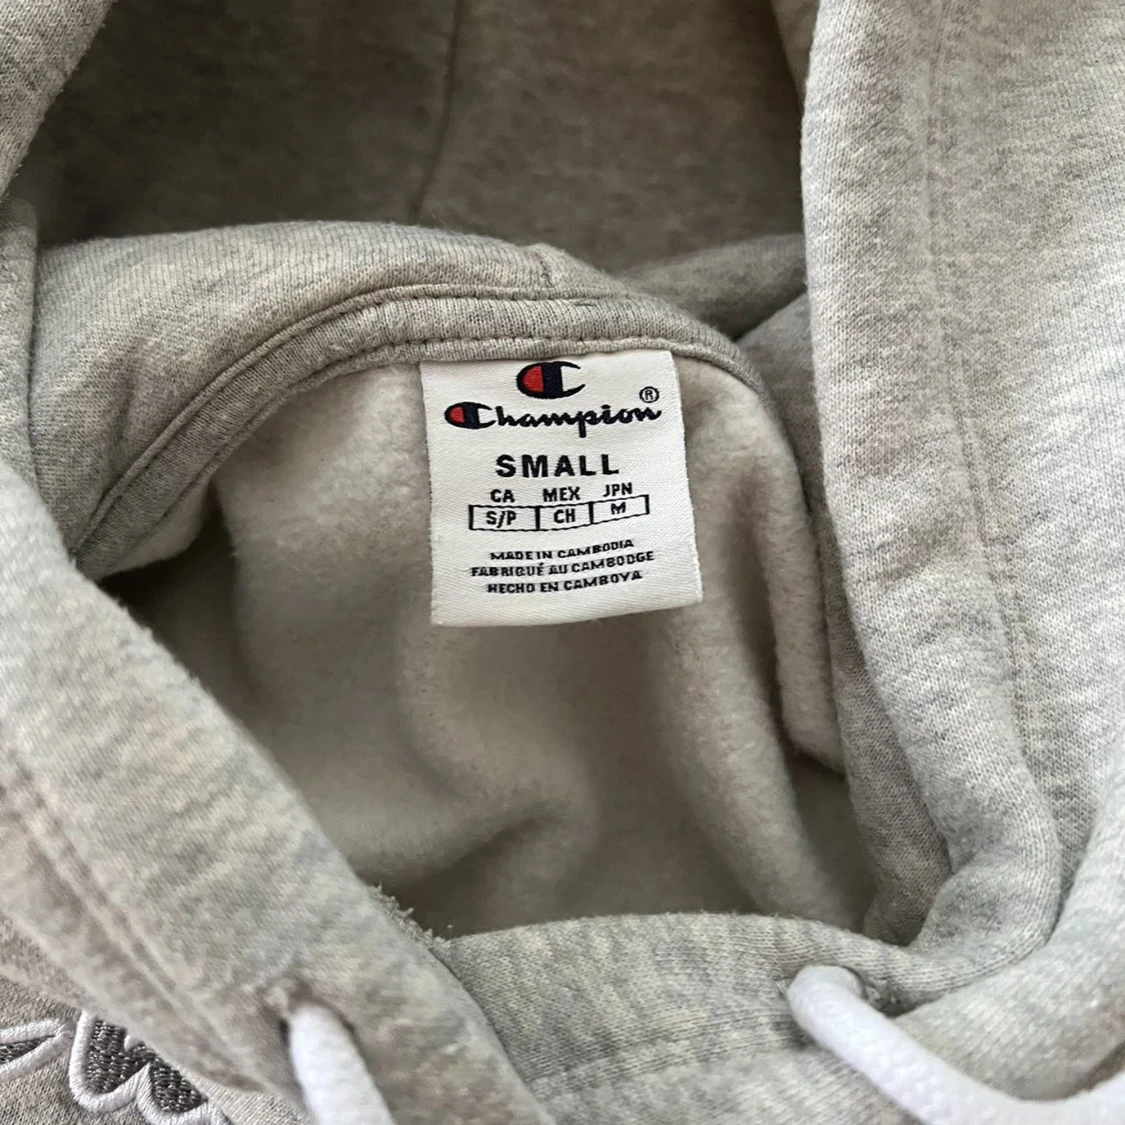 Champion®
SMALL
CA MEX JPN
S/P CH M
MADE IN CAMBODIA
FABRIQUÉ AU CAMBODGE
HECHO EN CAMBOYA